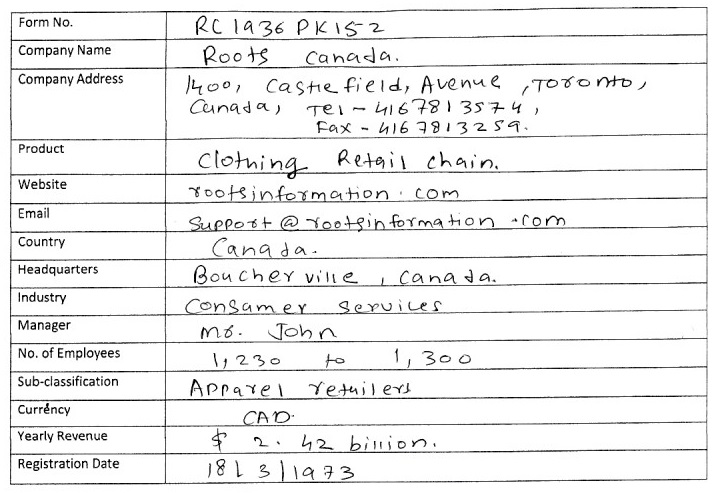 Form No. RC1936PK15-2
Company Name Roots Canada.
Company Address 1400, Castlefield, Avenue, Toronto,
Canada, Tel - 4167813574,
Fax - 4167813259.
Product Clothing Retail chain.
Website rootsinformation.com
Email Support@rootsinformation.com
Country Canada.
Headquarters Boucherville, Canada.
Industry Consamer Services
Manager Mr. John
No. of Employees 1,230 to 1,300
Sub-classification Apparel retailers
Currency CAD.
Yearly Revenue $ 2.42 billion.
Registration Date 18/3/1973